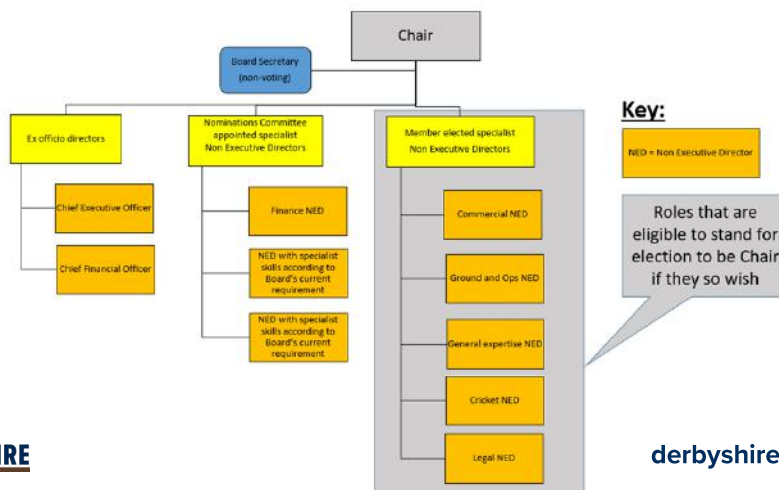 Chair
Board Secretary
(non-voting)
Ex officio directors
Nominations Committee
appointed specialist
Non Executive Directors
Member elected specialist
Non Executive Directors
Key:
NED = Non Executive Director
Chief Executive Officer
Chief Financial Officer
Finance NED
NED with specialist
skills according to
Board's current
requirement
NED with specialist
skills according to
Board's current
requirement
Commercial NED
Ground and Ops NED
General expertise NED
Cricket NED
Legal NED
Roles that are
eligible to stand for
election to be Chair
if they so wish
IRE
derbyshire